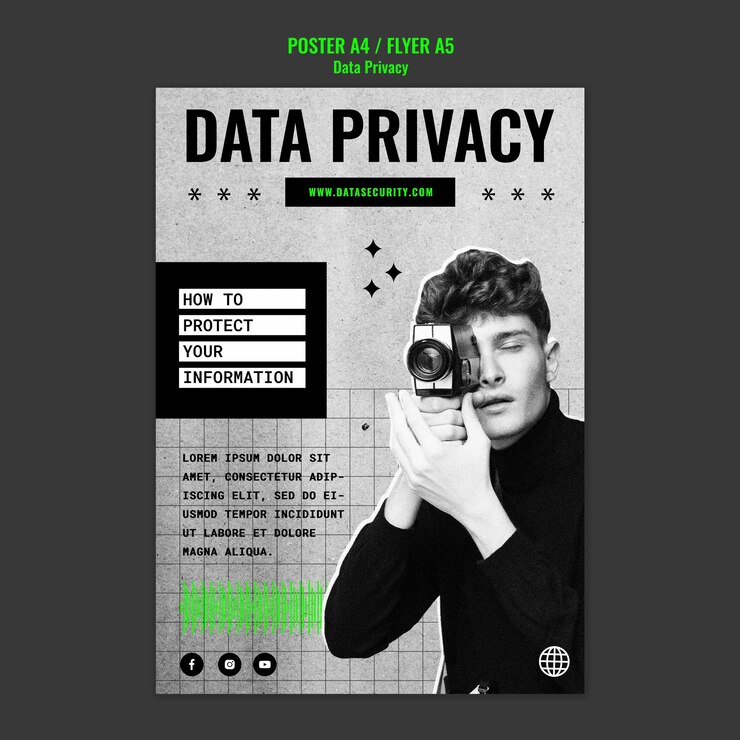 POSTER A4 / FLYER A5
Data Privacy
DATA PRIVACY
* * *
WWW.DATASECURITY.COM
* * *
HOW TO
PROTECT
YOUR
INFORMATION
LOREM IPSUM DOLOR SIT
AMET, CONSECTETUR ADIP-
ISCING ELIT, SED DO EI-
USMOD TEMPOR INCIDIDUNT
UT LABORE ET DOLORE
MAGNA ALIQUA.